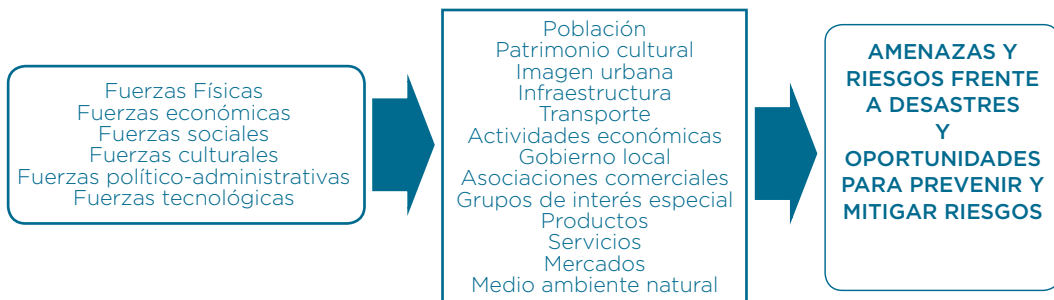 Fuerzas Físicas
Fuerzas económicas
Fuerzas sociales
Fuerzas culturales
Fuerzas político-administrativas
Fuerzas tecnológicas
Población
Patrimonio cultural
Imagen urbana
Infraestructura
Transporte
Actividades económicas
Gobierno local
Asociaciones comerciales
Grupos de interés especial
Productos
Servicios
Mercados
Medio ambiente natural
AMENAZAS Y
RIESGOS FRENTE
A DESASTRES
Y
OPORTUNIDADES
PARA PREVENIR Y
MITIGAR RIESGOS